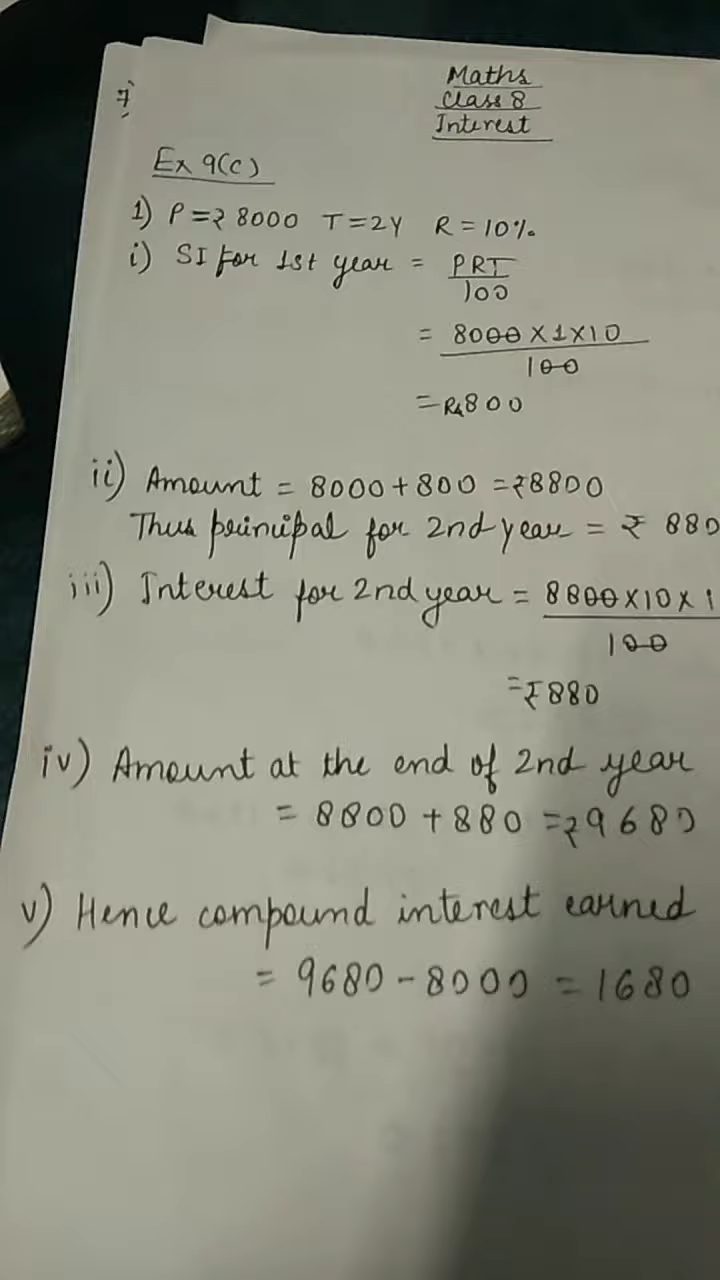 7
Maths
Class 8
Interest
Ex 9(c)
1) P = ₹ 8000 T = 2Y R = 10%.
i) SI for 1st year = PRT
100
= 8000 X 1 X 10
100
= Rs 800
ii) Amount = 8000 + 800 = ₹8800
Thus principal for 2nd year = ₹ 880
iii) Interest for 2nd year = 8800 X 10 X 1
100
= ₹880
iv) Amount at the end of 2nd year
= 8800 + 880 = ₹9680
v) Hence compound interest earned
= 9680 - 8000 = 1680